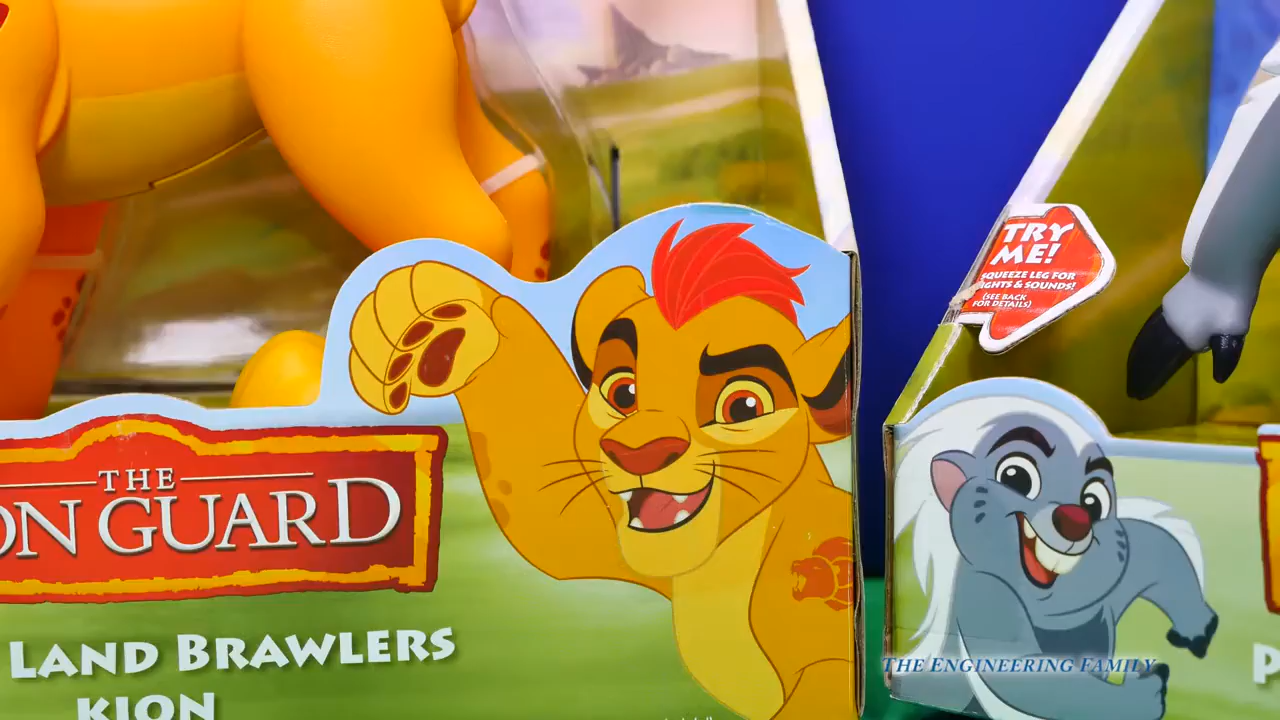 THE
ON GUARD
LAND BRAWLERS
KION
TRY
ME!
SQUEEZE LEG FOR
IGHTS & SOUNDS!
(SEE BACK
FOR DETAILS)
THE ENGINEERING FAMILY
P